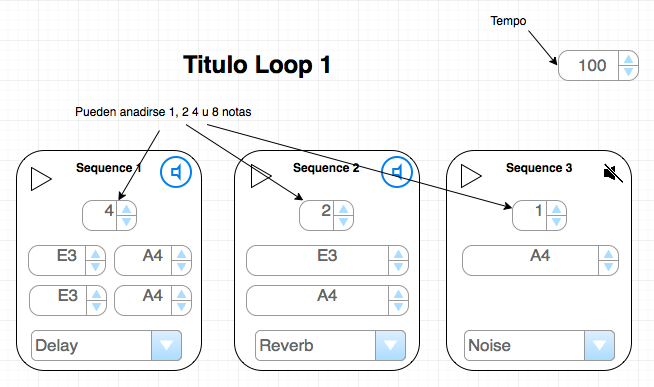 Tempo
100
Titulo Loop 1
Pueden anadirse 1, 2 4 u 8 notas
Sequence 1
4
E3 A4
E3 A4
Delay
Sequence 2
2
E3
A4
Reverb
Sequence 3
1
A4
Noise